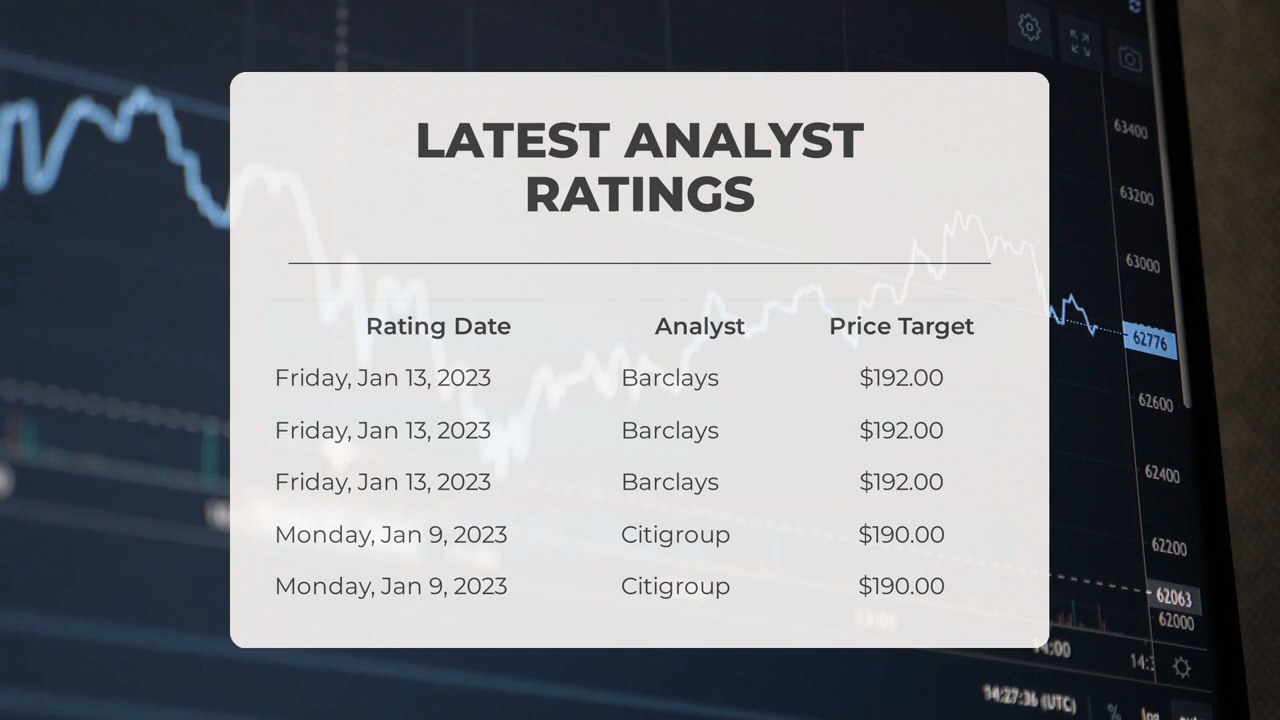 LATEST ANALYST
RATINGS
Rating Date Analyst Price Target
Friday, Jan 13, 2023 Barclays $192.00
Friday, Jan 13, 2023 Barclays $192.00
Friday, Jan 13, 2023 Barclays $192.00
Monday, Jan 9, 2023 Citigroup $190.00
Monday, Jan 9, 2023 Citigroup $190.00
63400
63200
63000
62776
62600
62400
62200
62063
62000
14:27:36 (UTC)
%